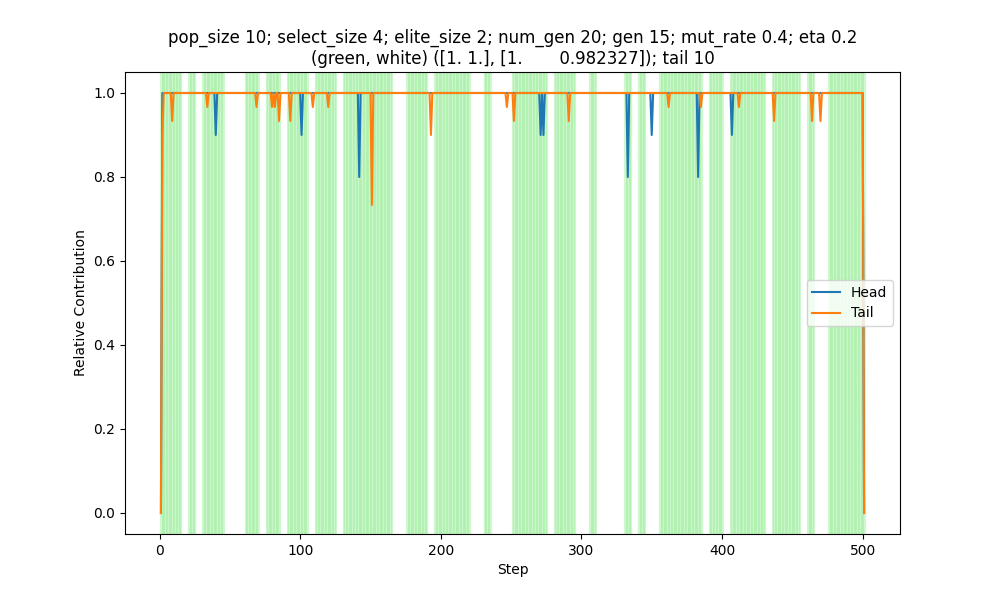 pop_size 10; select_size 4; elite_size 2; num_gen 20; gen 15; mut_rate 0.4; eta 0.2
(green, white) ([1. 1.], [1.       0.982327]); tail 10
1.0
0.8
0.6
0.4
0.2
0.0
Relative Contribution
Head
Tail
0
100
200
300
400
500
Step